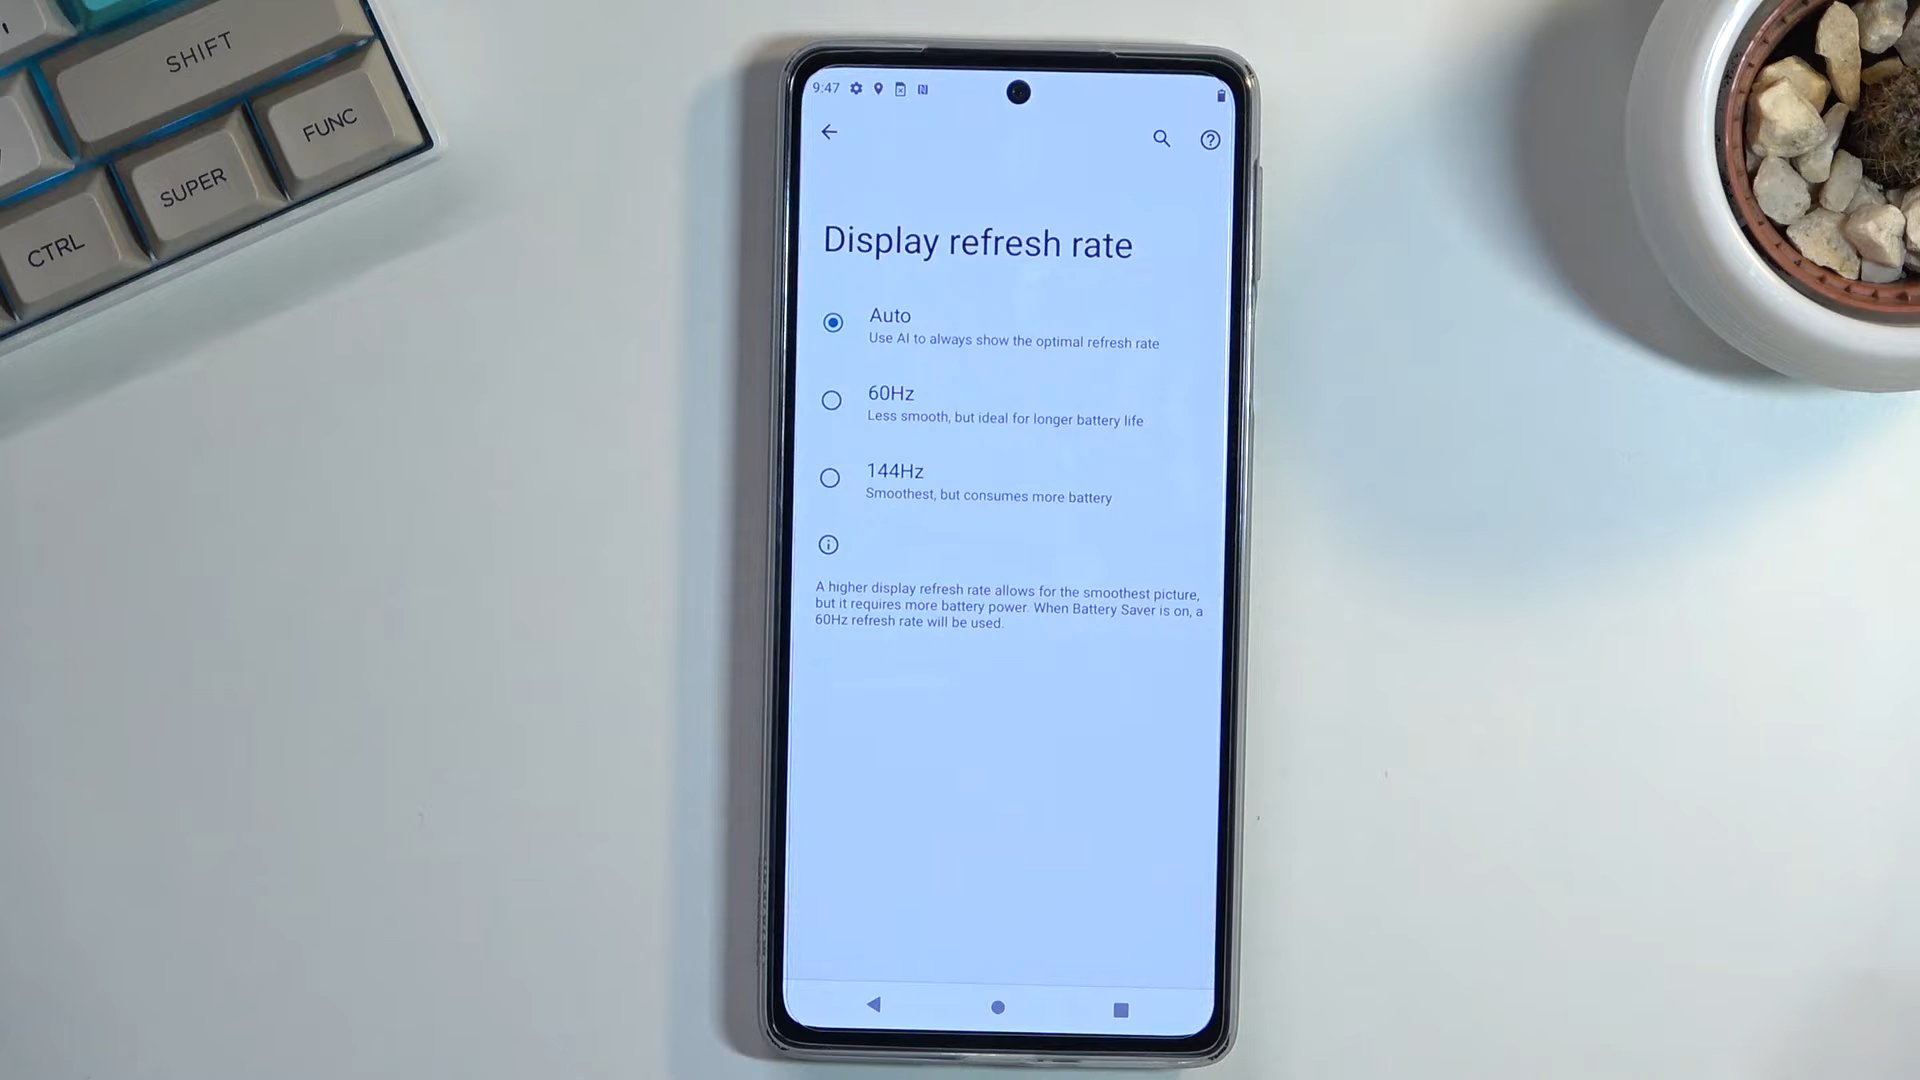 SHIFT
FUNC
SUPER
CTRL
9:47
Display refresh rate
Auto
Use AI to always show the optimal refresh rate
60Hz
Less smooth, but ideal for longer battery life
144Hz
Smoothest, but consumes more battery
A higher display refresh rate allows for the smoothest picture,
but it requires more battery power. When Battery Saver is on, a
60Hz refresh rate will be used.